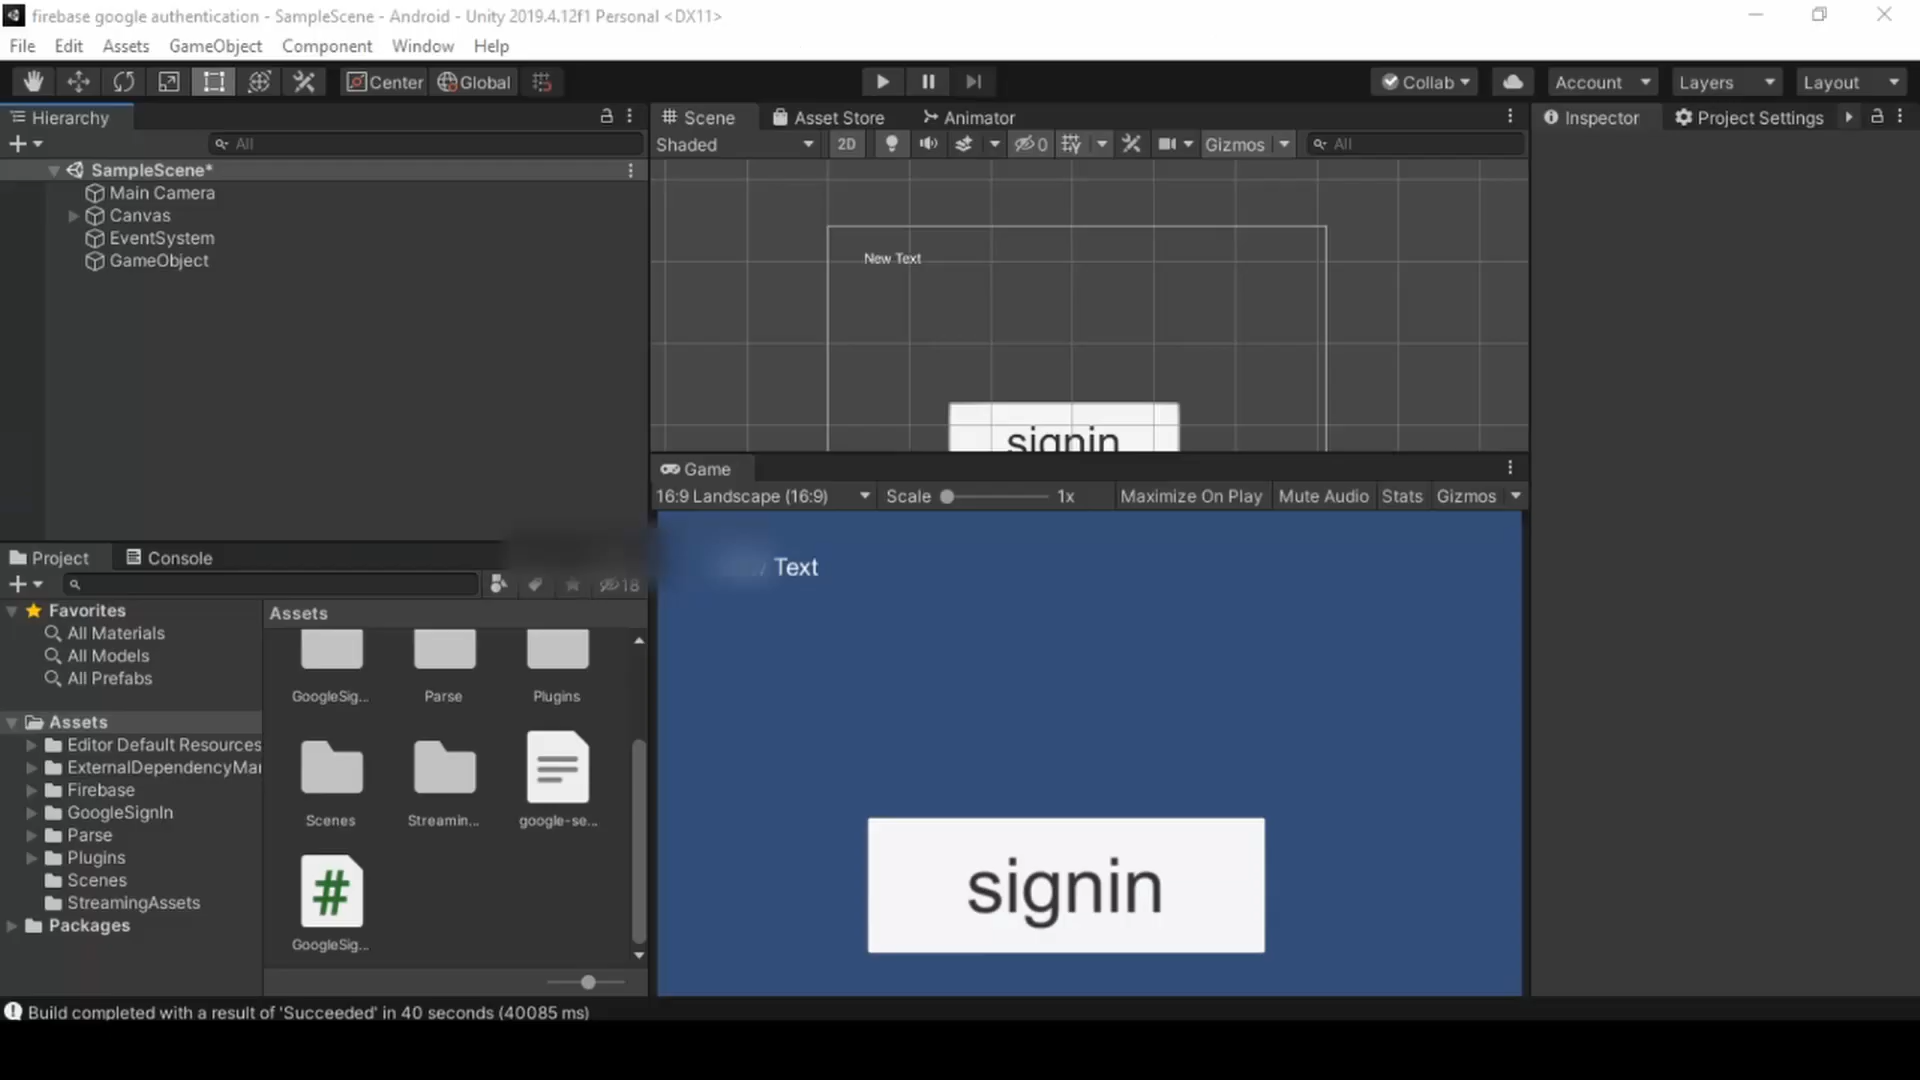 firebase google authentication - SampleScene - Android - Unity 2019.4.12f1 Personal <DX11>
File Edit Assets GameObject Component Window Help
Center Global Collab Account Layers Layout
Hierarchy
All
SampleScene*
Main Camera
Canvas
EventSystem
GameObject
Scene Asset Store Animator
Shaded 2D 0 Gizmos All
New Text
signin
Inspector Project Settings
Game
16:9 Landscape (16:9) Scale 1x Maximize On Play Mute Audio Stats Gizmos
Text
signin
Project Console
18
Favorites
All Materials
All Models
All Prefabs
Assets
Editor Default Resources
ExternalDependencyMa
Firebase
GoogleSignIn
Parse
Plugins
Scenes
StreamingAssets
Packages
Assets
GoogleSig... Parse Plugins
Scenes Streamin... google-se...
GoogleSig...
Build completed with a result of 'Succeeded' in 40 seconds (40085 ms)